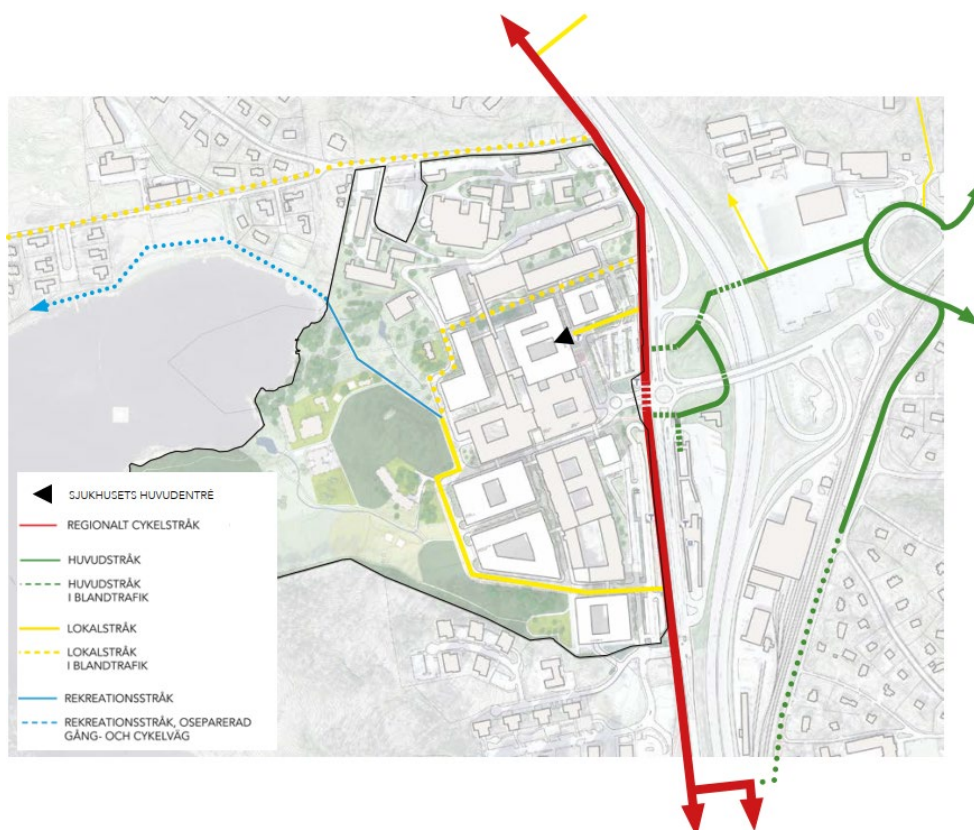 SJUKHUSETS HUVUDENTRÉ
REGIONALT CYKELSTRÅK
HUVUDSTRÅK
HUVUDSTRÅK
I BLANDTRAFIK
LOKALSTRÅK
LOKALSTRÅK
I BLANDTRAFIK
REKREATIONSSTRÅK
REKREATIONSSTRÅK, OSEPARERAD
GÅNG- OCH CYKELVÄG